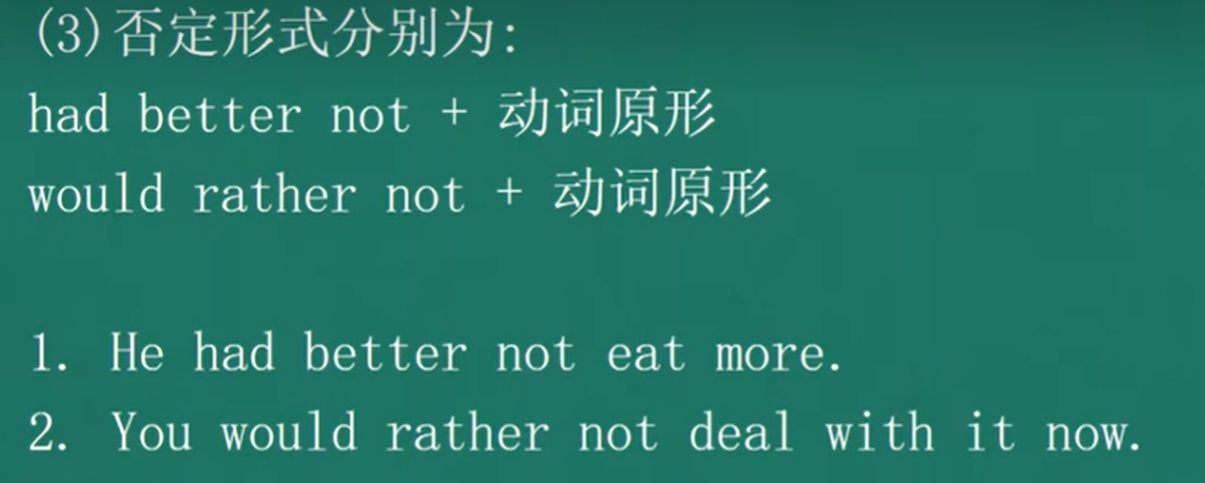 (3)否定形式分别为:
had better not + 动词原形
would rather not + 动词原形
1. He had better not eat more.
2. You would rather not deal with it now.